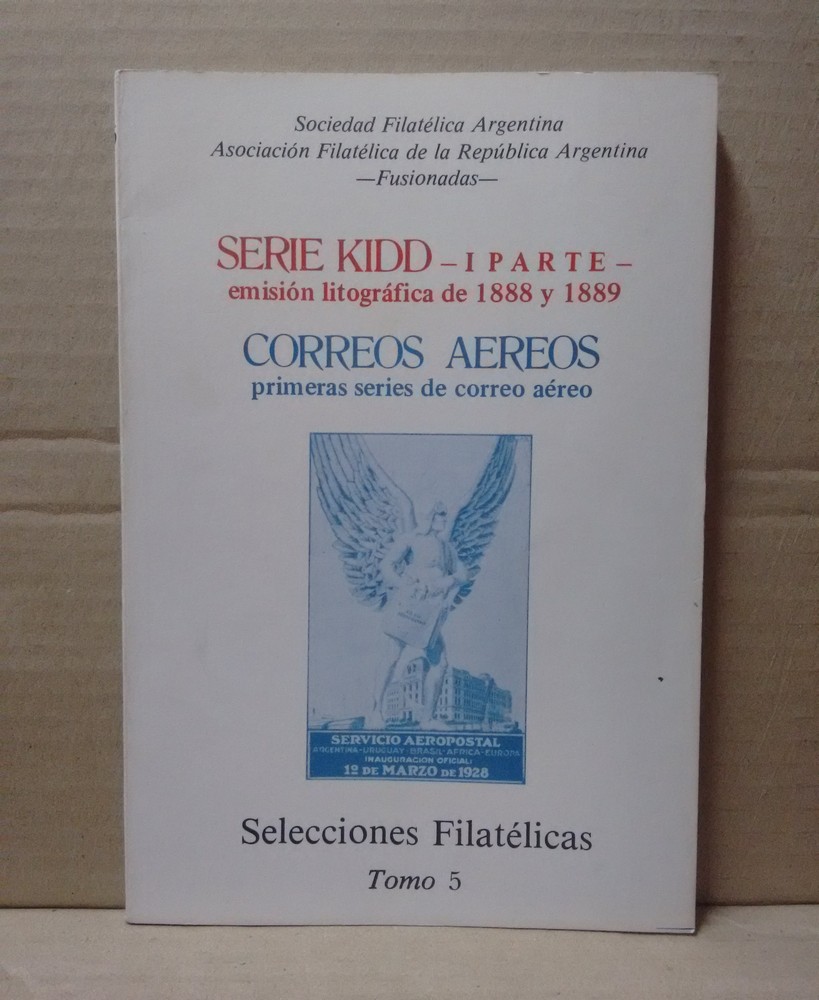 Sociedad Filatélica Argentina
Asociación Filatélica de la República Argentina
—Fusionadas—
SERIE KIDD – I PARTE –
emisión litográfica de 1888 y 1889
CORREOS AEREOS
primeras series de correo aéreo
SERVICIO AEROPOSTAL
ARGENTINA-URUGUAY-BRASIL-AFRICA-EUROPA
INAUGURACION OFICIAL:
1º DE MARZO DE 1928
Selecciones Filatélicas
Tomo 5